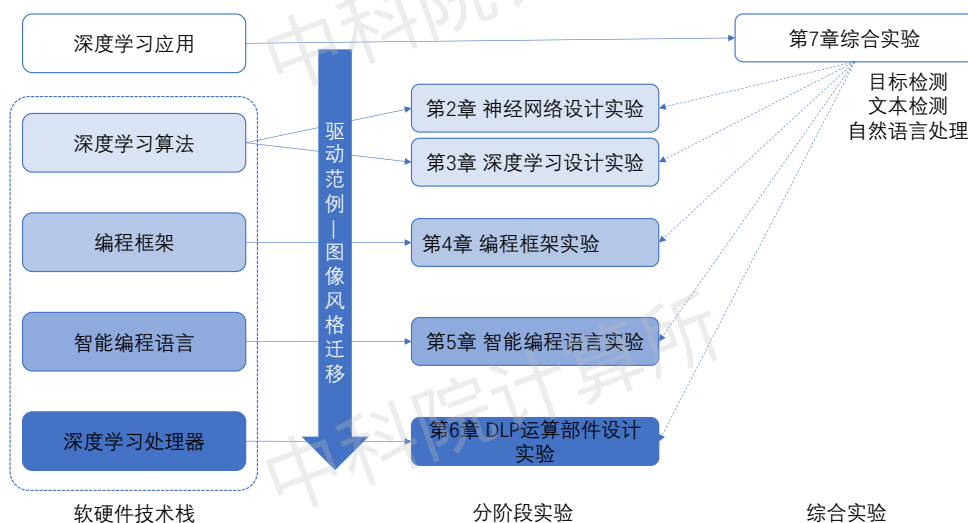 深度学习应用
第7章综合实验
目标检测
文本检测
自然语言处理
深度学习算法
第2章 神经网络设计实验
第3章 深度学习设计实验
编程框架
第4章 编程框架实验
智能编程语言
第5章 智能编程语言实验
深度学习处理器
第6章 DLP运算部件设计
实验
驱动范例—图像风格迁移
软硬件技术栈
分阶段实验
综合实验
中科院计
中科院计算所